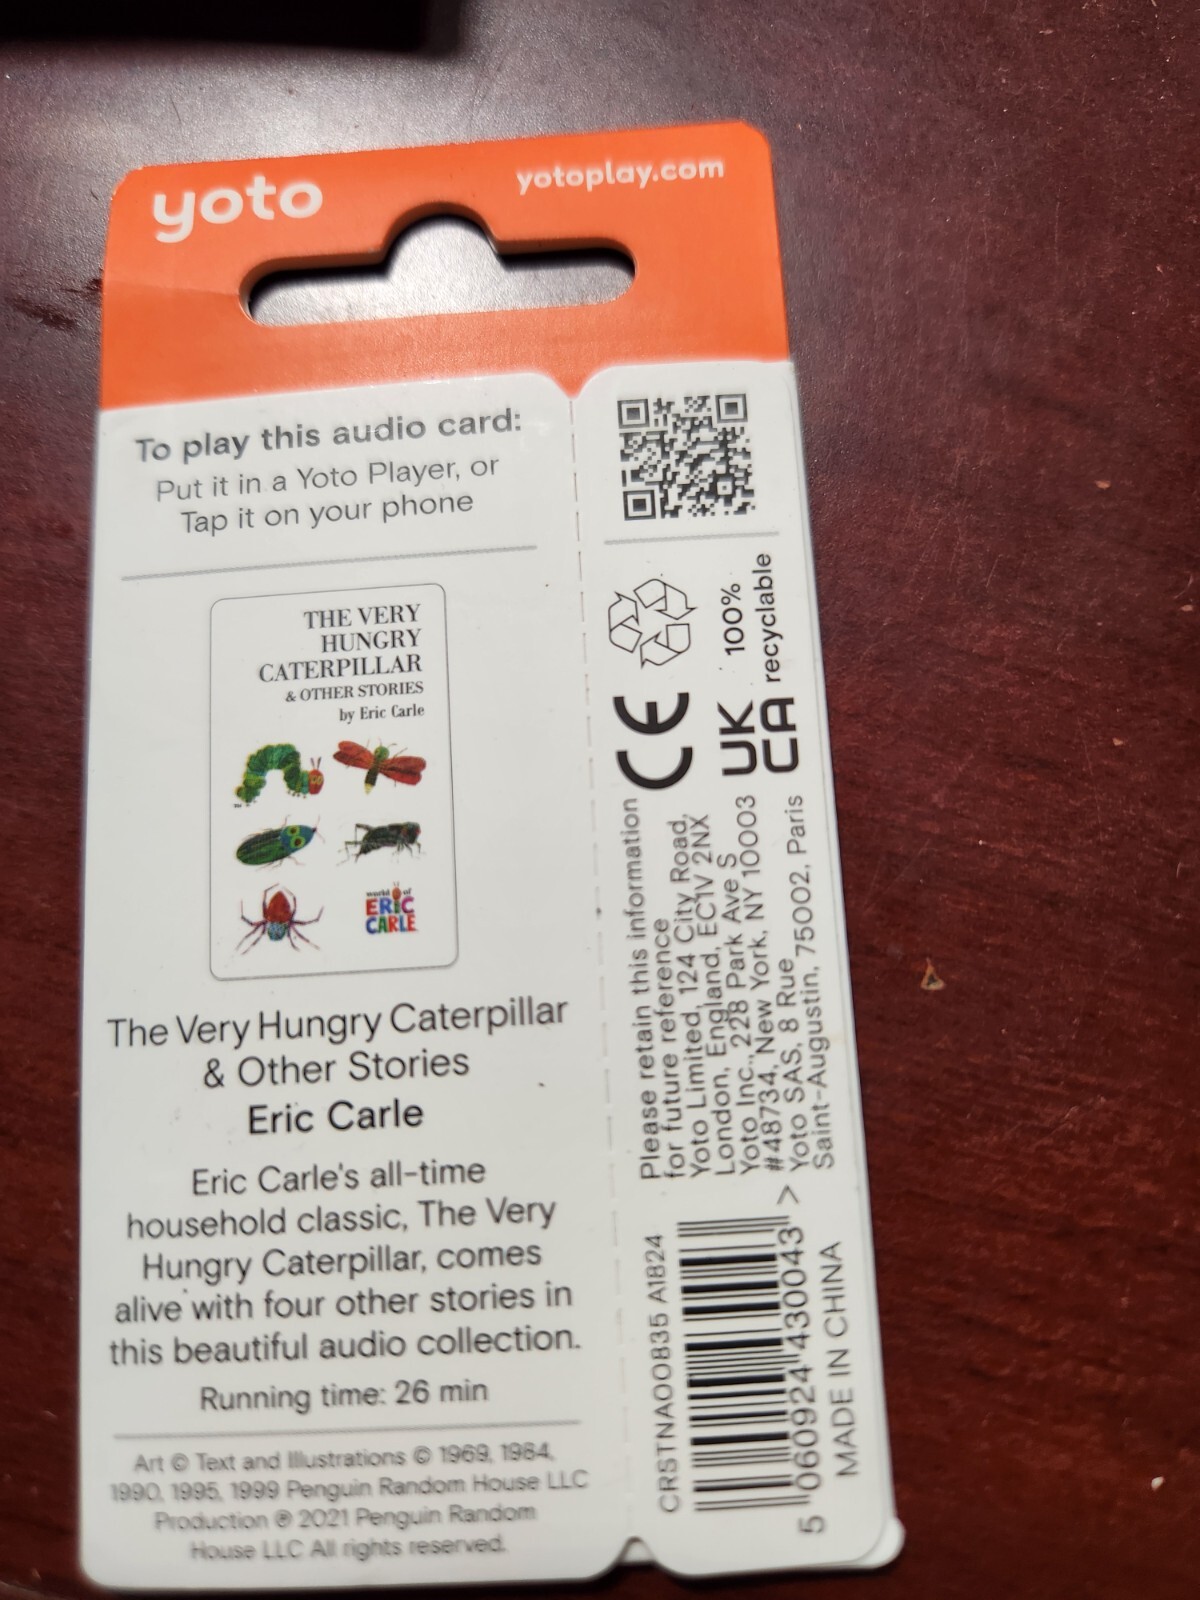 yoto
yotoplay.com
To play this audio card:
Put it in a Yoto Player, or
Tap it on your phone
THE VERY
HUNGRY
CATERPILLAR
& OTHER STORIES
by Eric Carle
world of
ERIC
CARLE
The Very Hungry Caterpillar
& Other Stories
Eric Carle
Eric Carle's all-time
household classic, The Very
Hungry Caterpillar, comes
alive with four other stories in
this beautiful audio collection.
Running time: 26 min
Art © Text and Illustrations © 1969, 1984,
1990, 1995, 1999 Penguin Random House LLC
Production ℗ 2021 Penguin Random
House LLC All rights reserved.
100%
recyclable
CE
UK
CA
Please retain this information
for future reference
Yoto Limited, 124 City Road,
London, England, EC1V 2NX
Yoto Inc., 228 Park Ave S
#48734, New York, NY 10003
Yoto SAS, 8 Rue
Saint-Augustin, 75002, Paris
CRSTNA00835 A1824
5 060924 430043 >
MADE IN CHINA